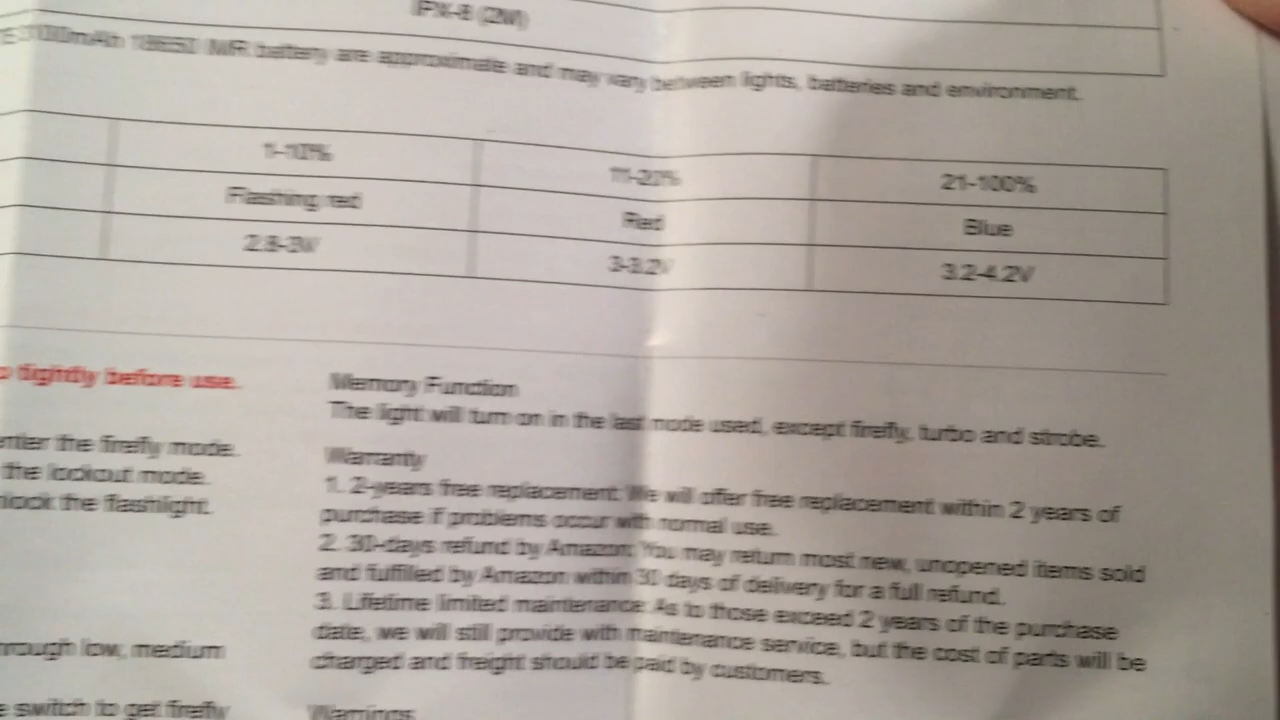 IPX-8 (2M)
18650 IMR battery are approximate and may vary between lights, batteries and environment.
1-10% 11-20% 21-100%
Flashing red Red Blue
2.8-3V 3-3.2V 3.2-4.2V
tightly before use.
enter the firefly mode.
the lockout mode.
the flashlight.
through low, medium
switch to get firefly
Memory Function
The light will turn on in the last mode used, except firefly, turbo and strobe.
Warranty
1. 2-years free replacement: We will offer free replacement within 2 years of
purchase if problems occur with normal use.
2. 30-days refund by Amazon: You may return most new, unopened items sold
and fulfilled by Amazon within 30 days of delivery for a full refund.
3. Lifetime limited maintenance: As to those exceed 2 years of the purchase
date, we will still provide with maintenance service, but the cost of parts will be
charged and freight should be paid by customers.
Warnings